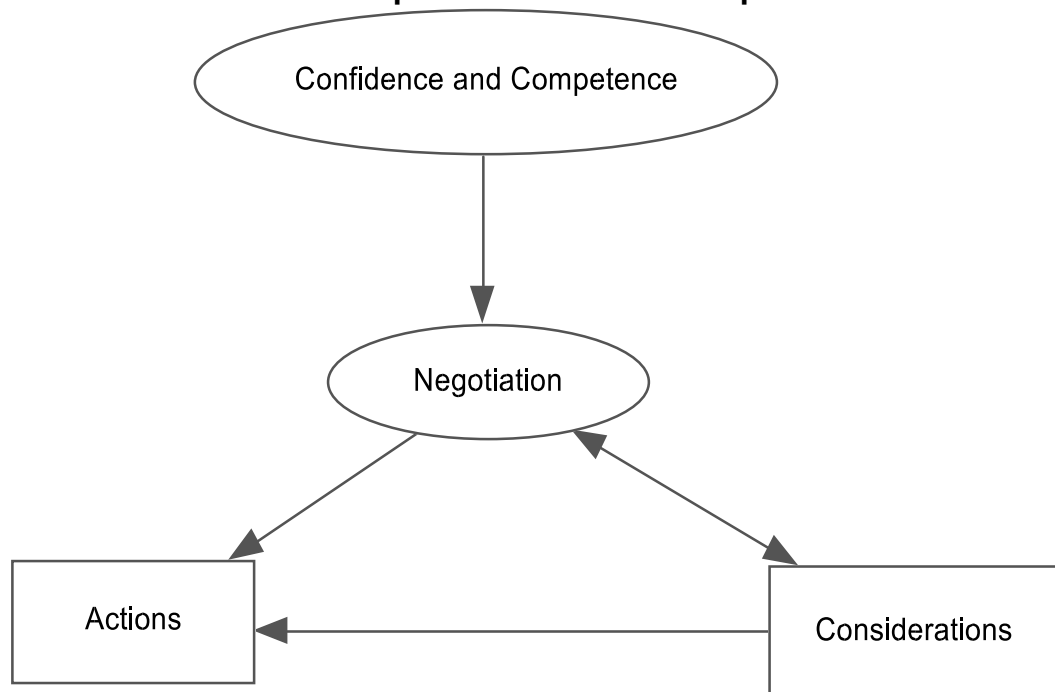 Confidence and Competence
Negotiation
Actions
Considerations